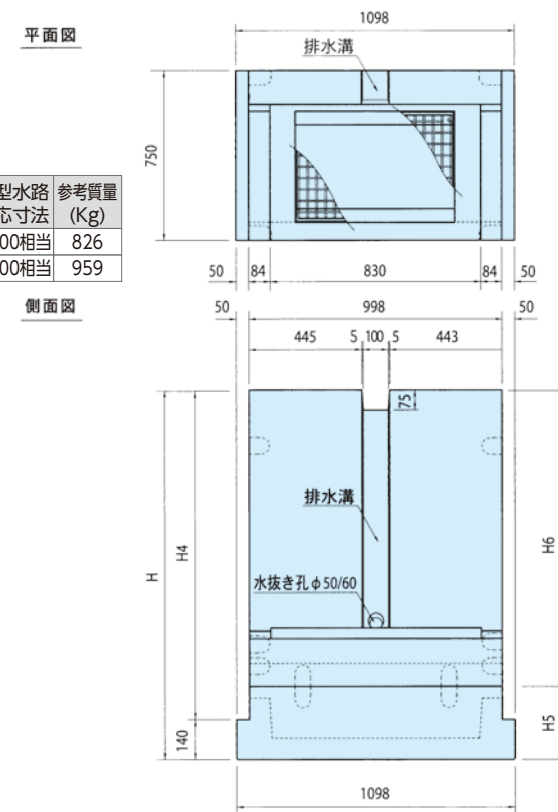 平面図
1098
排水溝
750
型水路 参考質量
応寸法 (Kg)
00相当 826
00相当 959
50 84 830 84 50
側面図
50 998 50
445 5 100 5 443
75
排水溝
H H4 H6
水抜き孔φ50/60
140 H5
1098